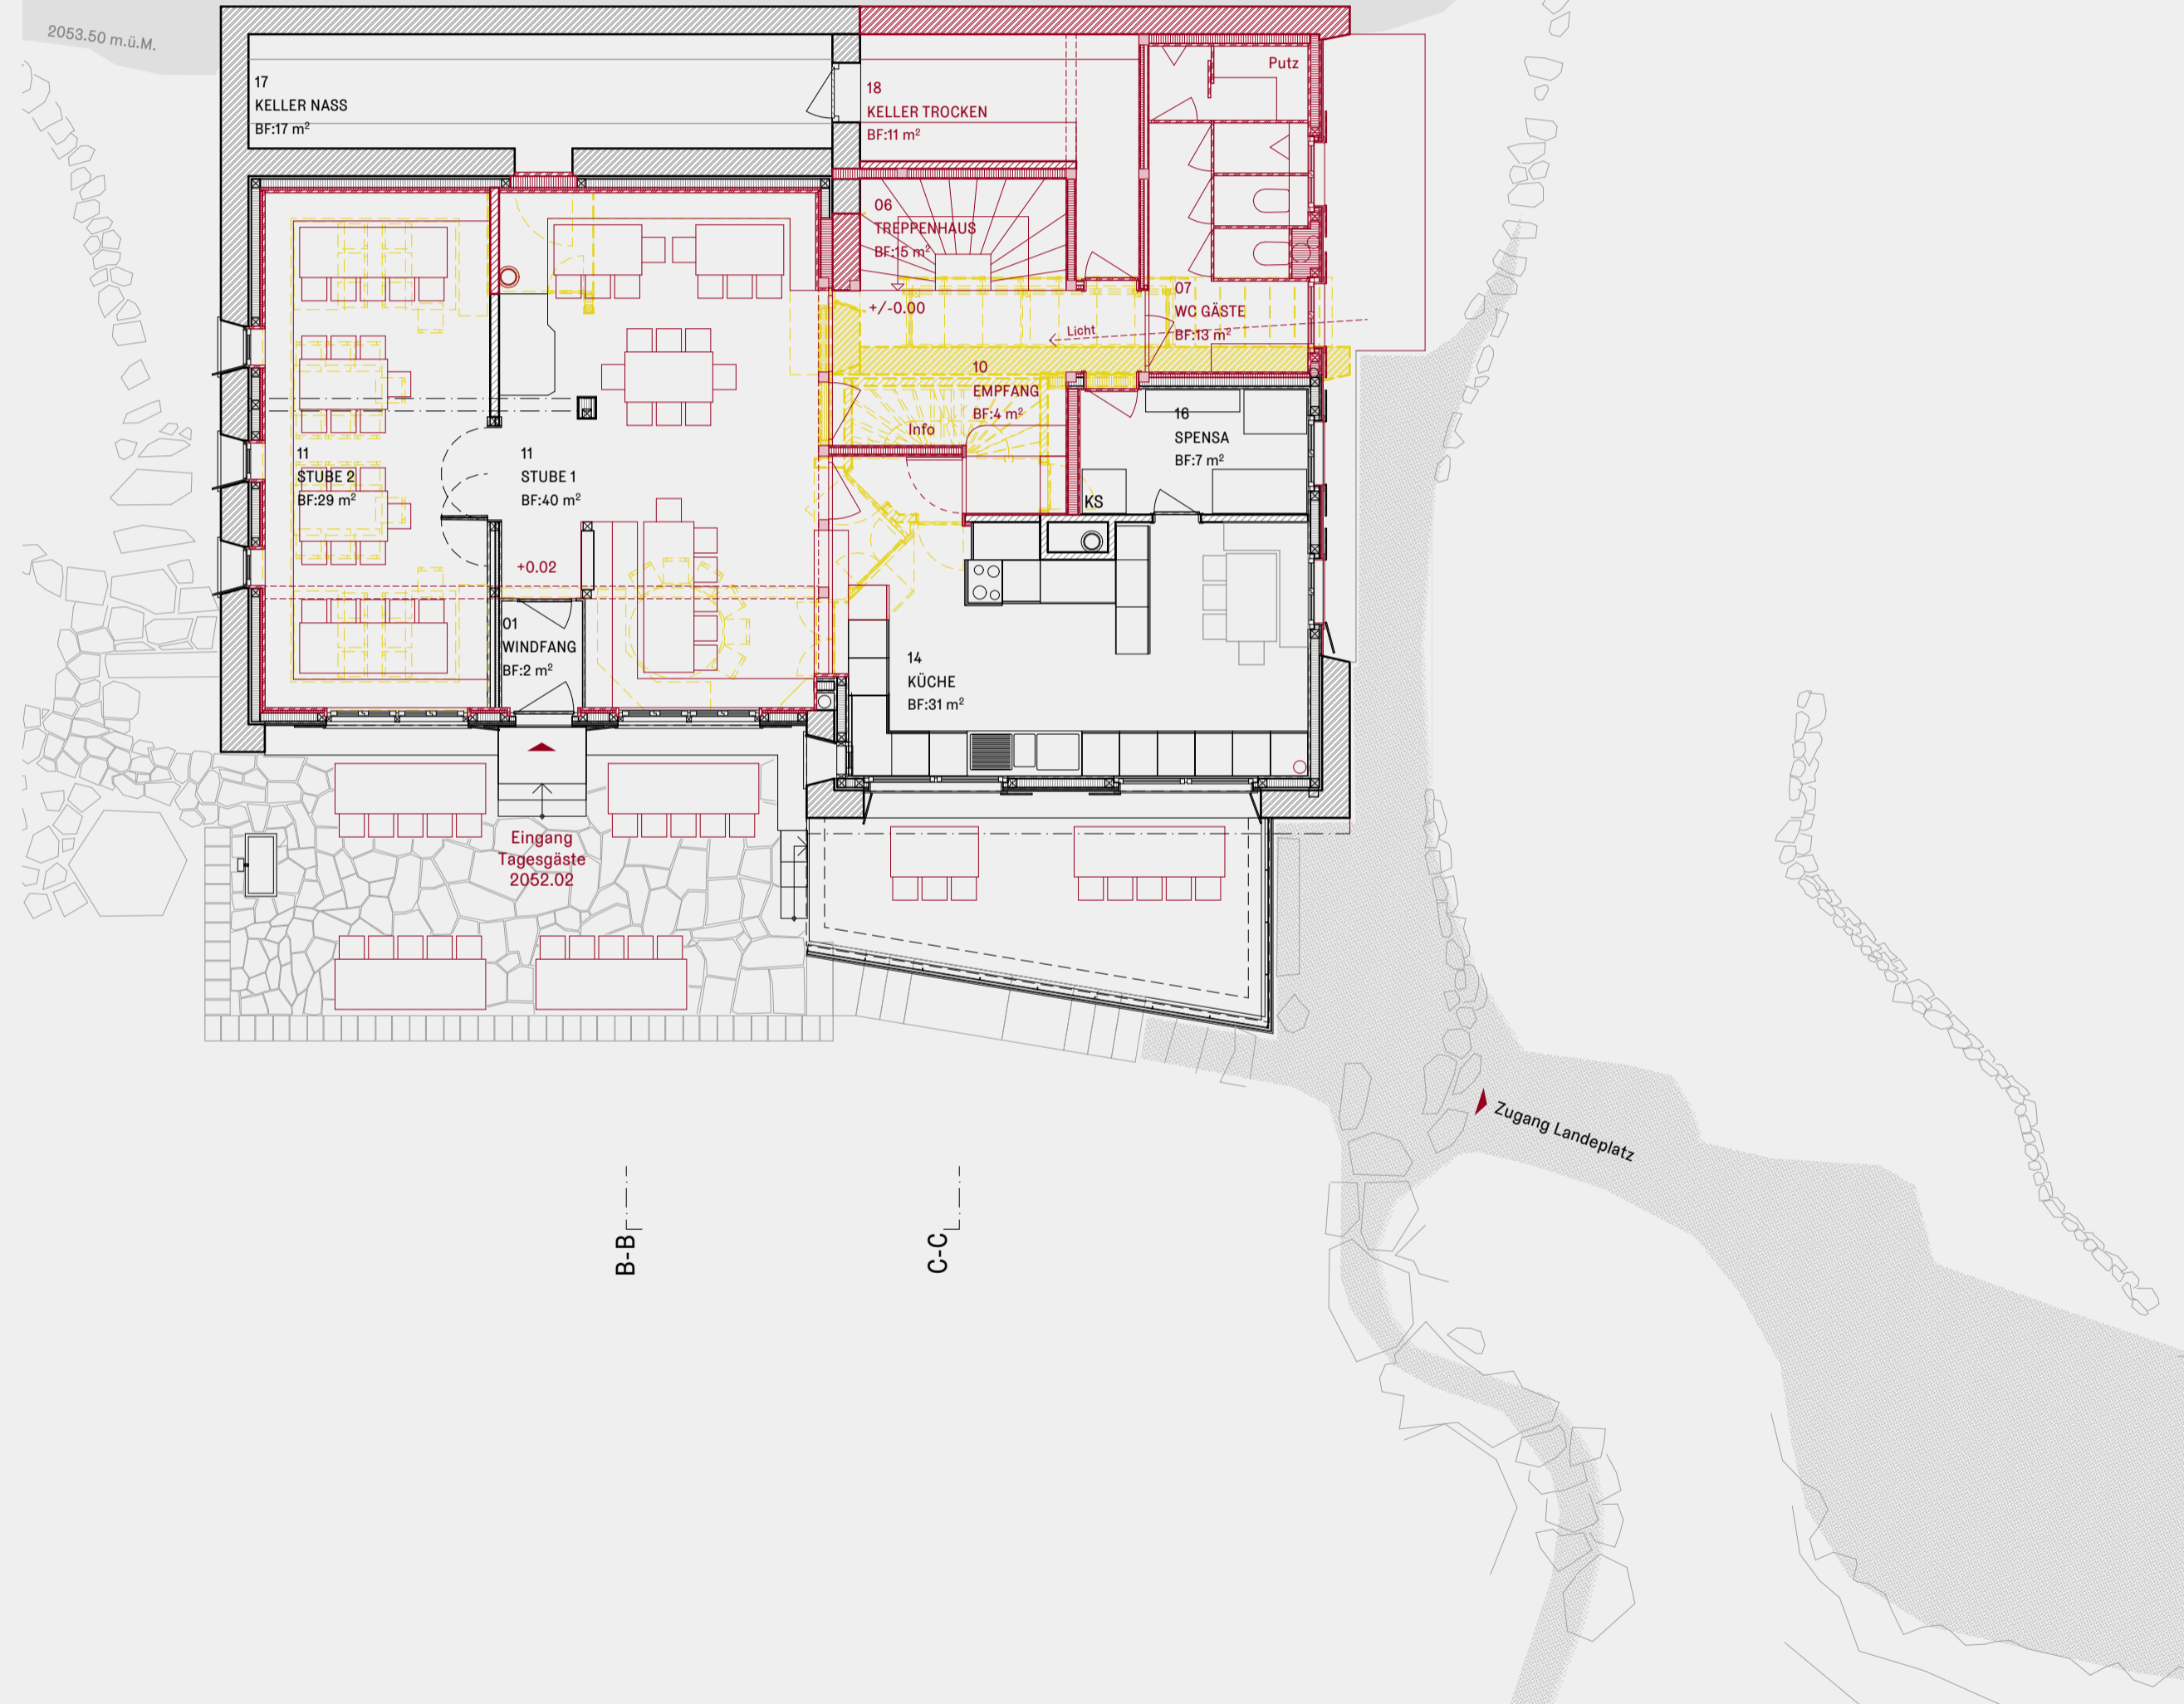 2053.50 m.ü.M.
17
KELLER NASS
BF:17 m²
18
KELLER TROCKEN
BF:11 m²
Putz
06
TREPPENHAUS
BF:15 m²
+/-0.00
07
WC GÄSTE
BF:13 m²
Licht
10
EMPFANG
BF:4 m²
Info
16
SPENSA
BF:7 m²
KS
11
STUBE 2
BF:29 m²
11
STUBE 1
BF:40 m²
+0.02
01
WINDFANG
BF:2 m²
14
KÜCHE
BF:31 m²
Eingang
Tagesgäste
2052.02
Zugang Landeplatz
B-B
C-C